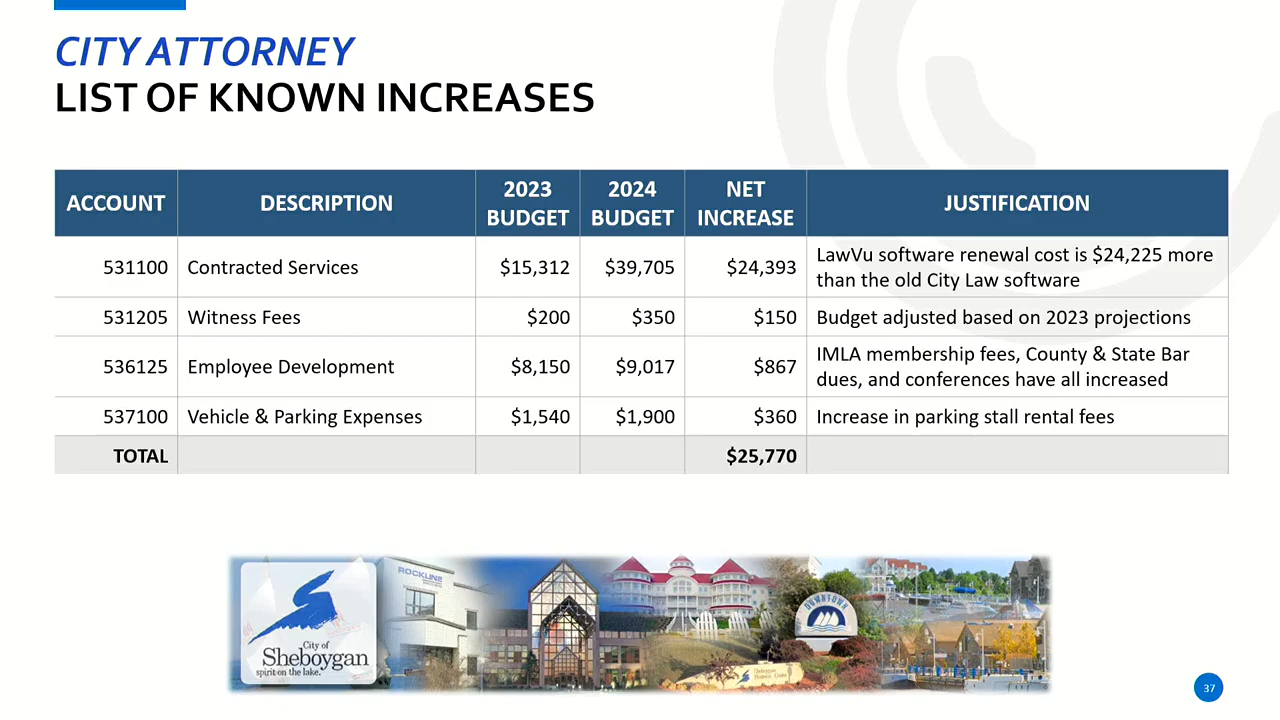 CITY ATTORNEY
LIST OF KNOWN INCREASES
ACCOUNT DESCRIPTION 2023 BUDGET 2024 BUDGET NET INCREASE JUSTIFICATION
531100 Contracted Services $15,312 $39,705 $24,393 LawVu software renewal cost is $24,225 more
than the old City Law software
531205 Witness Fees $200 $350 $150 Budget adjusted based on 2023 projections
536125 Employee Development $8,150 $9,017 $867 IMLA membership fees, County & State Bar
dues, and conferences have all increased
537100 Vehicle & Parking Expenses $1,540 $1,900 $360 Increase in parking stall rental fees
TOTAL $25,770
ROCKLINE
DOWNTOWN
City of
Sheboygan
spirit on the lake.
37